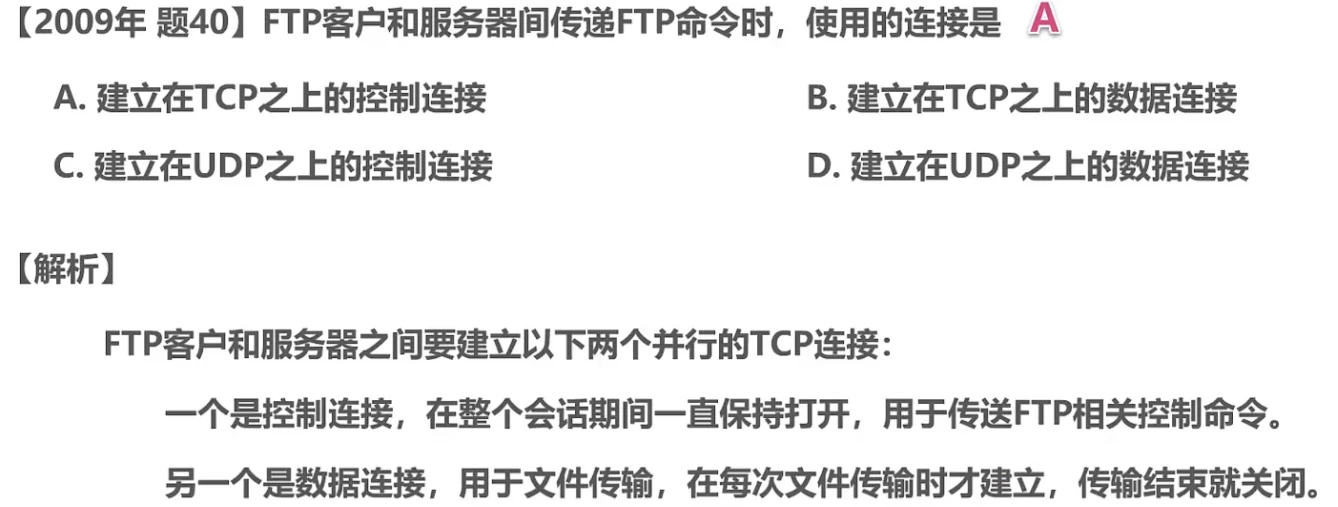 【2009年 题40】FTP客户和服务器间传递FTP命令时，使用的连接是 A
A. 建立在TCP之上的控制连接 B. 建立在TCP之上的数据连接
C. 建立在UDP之上的控制连接 D. 建立在UDP之上的数据连接
【解析】
FTP客户和服务器之间要建立以下两个并行的TCP连接：
一个是控制连接，在整个会话期间一直保持打开，用于传送FTP相关控制命令。
另一个是数据连接，用于文件传输，在每次文件传输时才建立，传输结束就关闭。